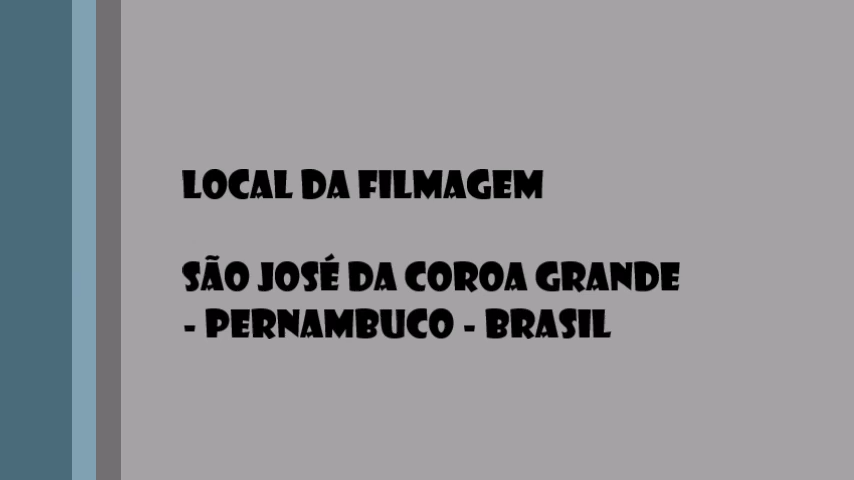 LOCAL DA FILMAGEM
SÃO JOSÉ DA COROA GRANDE
- PERNAMBUCO - BRASIL